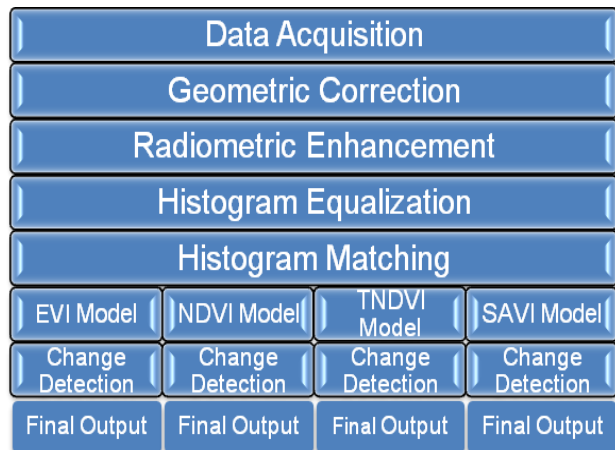 Data Acquisition
Geometric Correction
Radiometric Enhancement
Histogram Equalization
Histogram Matching
EVI Model
NDVI Model
TNDVI
Model
SAVI Model
Change
Detection
Change
Detection
Change
Detection
Change
Detection
Final Output
Final Output
Final Output
Final Output